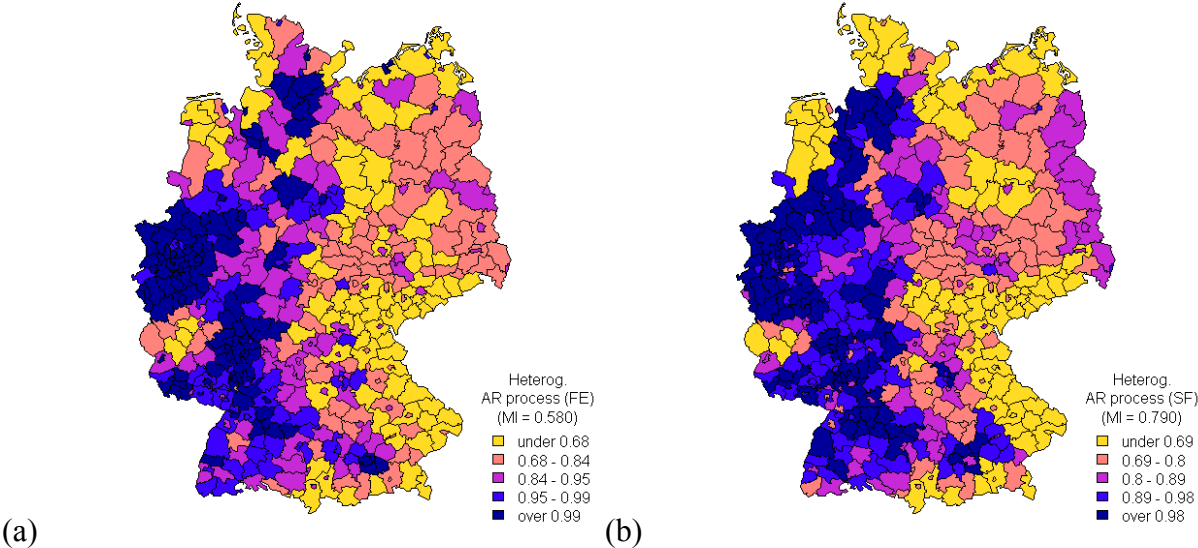 Heterog.
AR process (FE)
(MI = 0.580)
under 0.68
0.68 - 0.84
0.84 - 0.95
0.95 - 0.99
over 0.99
(a)
Heterog.
AR process (SF)
(MI = 0.790)
under 0.69
0.69 - 0.8
0.8 - 0.89
0.89 - 0.98
over 0.98
(b)